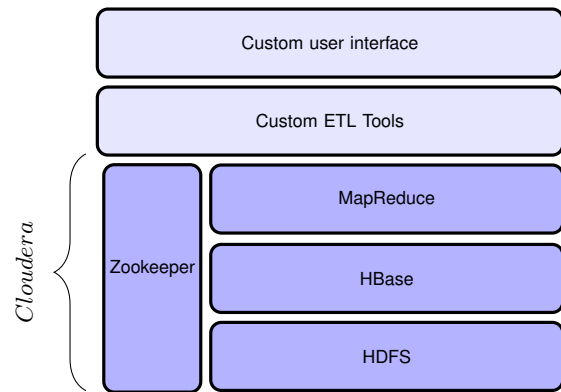 Custom user interface
Custom ETL Tools
Cloudera
Zookeeper
MapReduce
HBase
HDFS